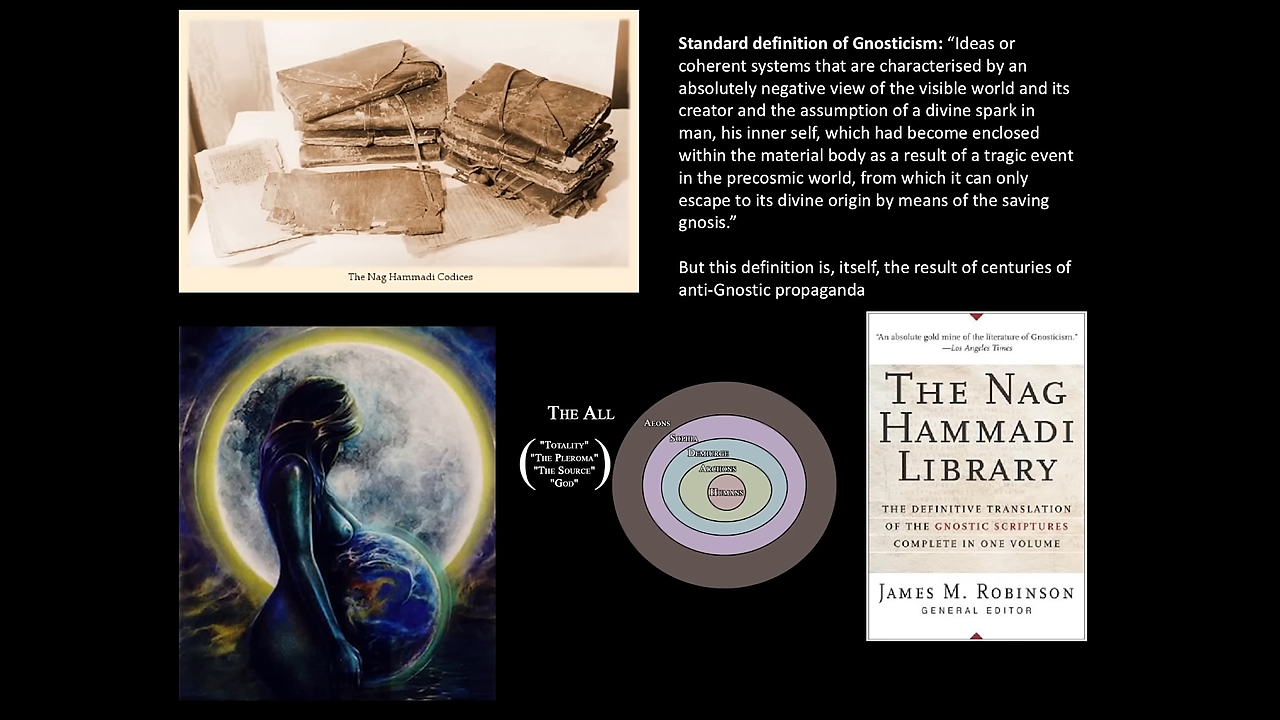 The Nag Hammadi Codices
Standard definition of Gnosticism: “Ideas or
coherent systems that are characterised by an
absolutely negative view of the visible world and its
creator and the assumption of a divine spark in
man, his inner self, which had become enclosed
within the material body as a result of a tragic event
in the precosmic world, from which it can only
escape to its divine origin by means of the saving
gnosis.”
But this definition is, itself, the result of centuries of
anti-Gnostic propaganda
The All
"Totality"
"The Pleroma"
"The Source"
"God"
Aeons
Sophia
Demiurge
Archons
Humans
"An absolute gold mine of the literature of Gnosticism."
—Los Angeles Times
The Nag
Hammadi
Library
THE DEFINITIVE TRANSLATION
OF THE GNOSTIC SCRIPTURES
COMPLETE IN ONE VOLUME
James M. Robinson
GENERAL EDITOR